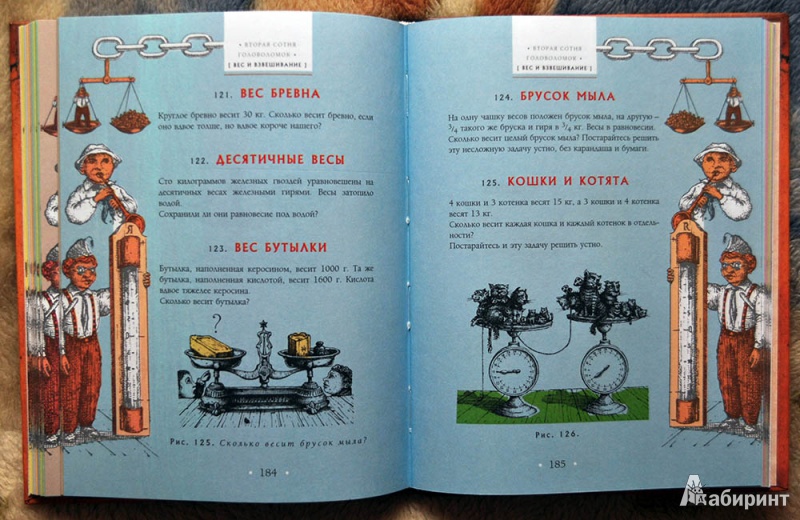 • ВТОРАЯ СОТНЯ
ГОЛОВОЛОМОК •
[ ВЕС И ВЗВЕШИВАНИЕ ]
121. ВЕС БРЕВНА
Круглое бревно весит 30 кг. Сколько весит бревно, если
оно вдвое толще, но вдвое короче нашего?
122. ДЕСЯТИЧНЫЕ ВЕСЫ
Сто килограммов железных гвоздей уравновешены на
десятичных весах железными гирями. Весы затопило
водой.
Сохранили ли они равновесие под водой?
123. ВЕС БУТЫЛКИ
Бутылка, наполненная керосином, весит 1000 г. Та же
бутылка, наполненная кислотой, весит 1600 г. Кислота
вдвое тяжелее керосина.
Сколько весит бутылка?
?
Я
Рис. 125. Сколько весит брусок мыла?
• 184 •
• ВТОРАЯ СОТНЯ
ГОЛОВОЛОМОК •
[ ВЕС И ВЗВЕШИВАНИЕ ]
124. БРУСОК МЫЛА
На одну чашку весов положен брусок мыла, на другую –
3/4 такого же бруска и гиря в 3/4 кг. Весы в равновесии.
Сколько весит целый брусок мыла? Постарайтесь решить
эту несложную задачу устно, без карандаша и бумаги.
125. КОШКИ И КОТЯТА
4 кошки и 3 котенка весят 15 кг, а 3 кошки и 4 котенка
весят 13 кг.
Сколько весит каждая кошка и каждый котенок в отдель-
ности?
Постарайтесь и эту задачу решить устно.
R
Рис. 126.
• 185 •
Лабиринт